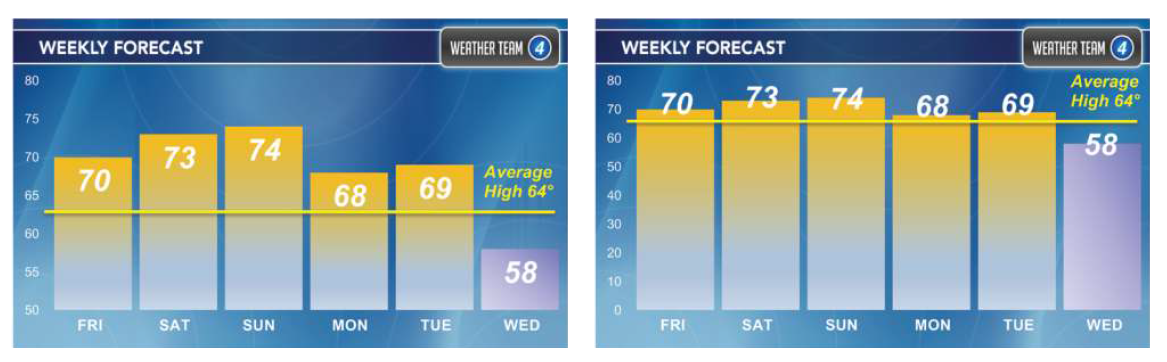 WEEKLY FORECAST
WEATHER TEAM 4
80
75
70
65
60
55
50
70
73
74
68
69
58
Average
High 64°
FRI SAT SUN MON TUE WED
WEEKLY FORECAST
WEATHER TEAM 4
80
70
60
50
40
30
20
10
0
70
73
74
68
69
58
Average
High 64°
FRI SAT SUN MON TUE WED